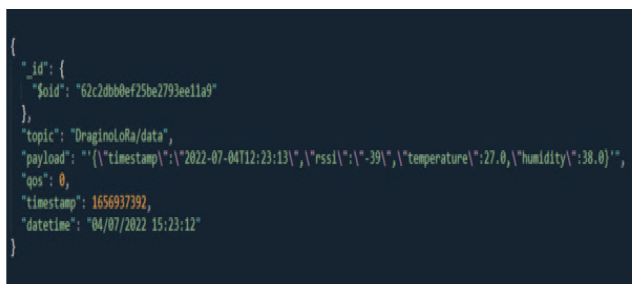 {
"_id": {
"$oid": "62c2dbb0ef25be2793ee11a9"
},
"topic": "DraginoLoRa/data",
"payload": "'{\"timestamp\":\"2022-07-04T12:23:13\",\"rssi\":\"-39\",\"temperature\":27.0,\"humidity\":38.0}'",
"qos": 0,
"timestamp": 1656937392,
"datetime": "04/07/2022 15:23:12"
}